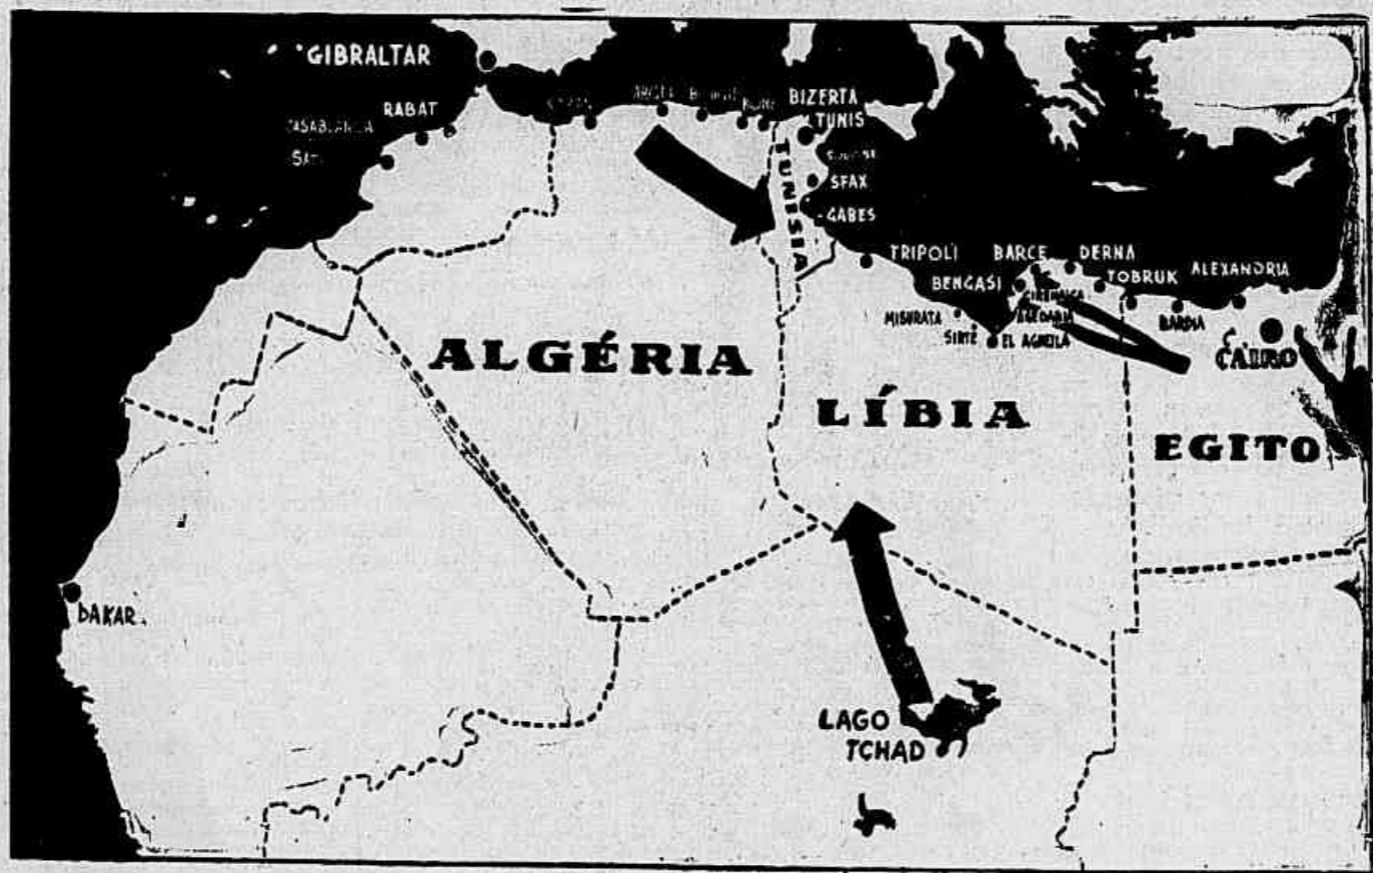 GIBRALTAR
RABAT
CASABLANCA
BIZERTA
TUNIS
TUNISIA
SFAX
GABES
TRIPOLI
BARCE
DERNA
BENGASI
TOBRUK
ALEXANDRIA
MISURATA
SIRTE
EL AGHEILA
BARDIA
CAIRO
ALGÉRIA
LÍBIA
EGITO
DAKAR
LAGO
TCHAD